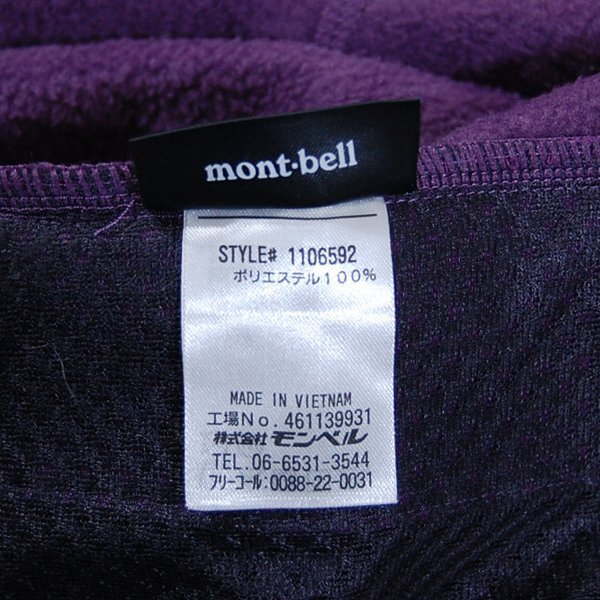 mont-bell
STYLE# 1106592
ポリエステル100%
MADE IN VIETNAM
工場No. 461139931
株式会社 モンベル
TEL. 06-6531-3544
フリーコール: 0088-22-0031